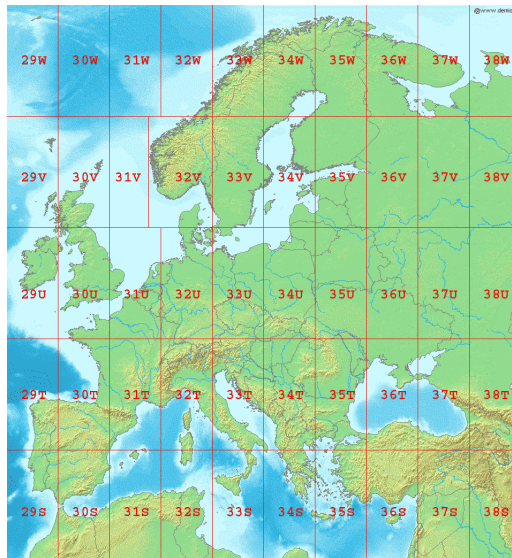 @www.demis
29W 30W 31W 32W 33W 34W 35W 36W 37W 38W
29V 30V 31V 32V 33V 34V 35V 36V 37V 38V
29U 30U 31U 32U 33U 34U 35U 36U 37U 38U
29T 30T 31T 32T 33T 34T 35T 36T 37T 38T
29S 30S 31S 32S 33S 34S 35S 36S 37S 38S